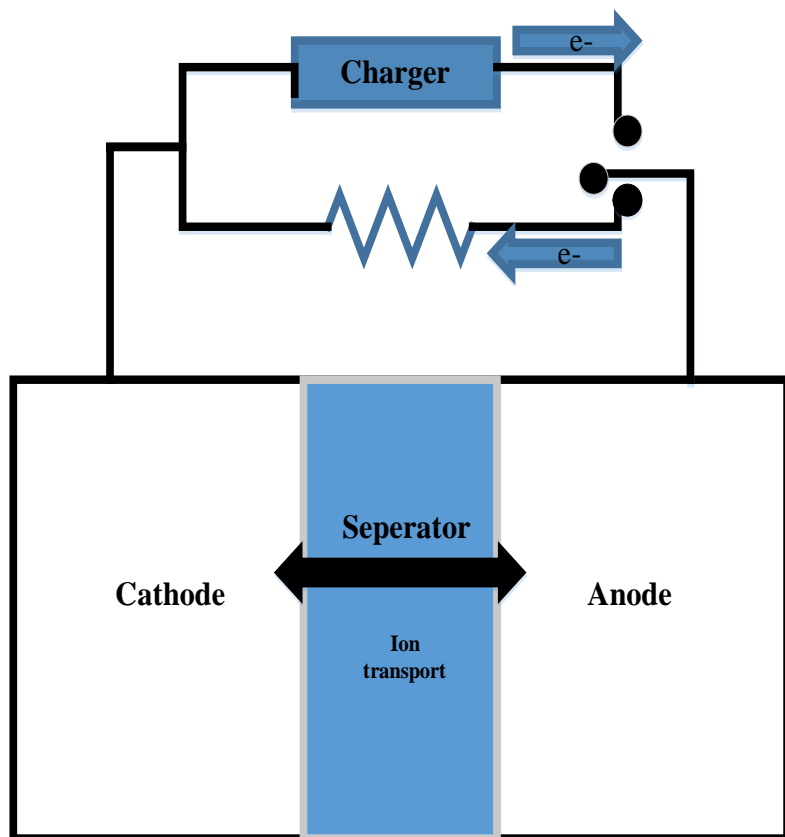 e-
Charger
e-
Seperator
Cathode
Anode
Ion
transport